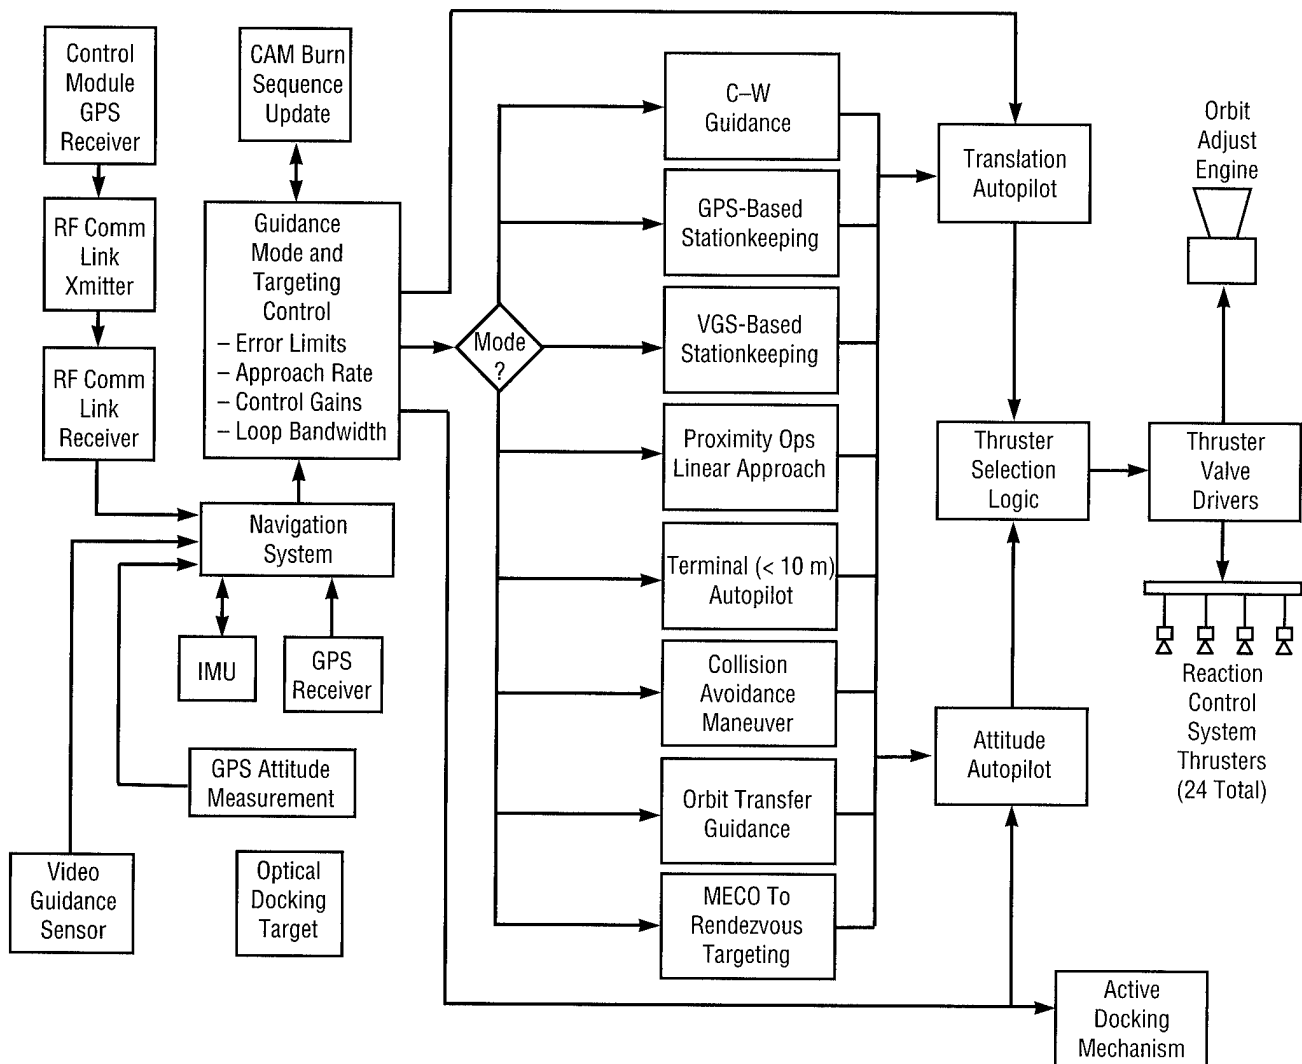 Control
Module
GPS
Receiver
RF Comm
Link
Xmitter
RF Comm
Link
Receiver
CAM Burn
Sequence
Update
Guidance
Mode and
Targeting
Control
– Error Limits
– Approach Rate
– Control Gains
– Loop Bandwidth
Navigation
System
IMU
GPS
Receiver
GPS Attitude
Measurement
Video
Guidance
Sensor
Optical
Docking
Target
Mode
?
C–W
Guidance
GPS-Based
Stationkeeping
VGS-Based
Stationkeeping
Proximity Ops
Linear Approach
Terminal (< 10 m)
Autopilot
Collision
Avoidance
Maneuver
Orbit Transfer
Guidance
MECO To
Rendezvous
Targeting
Translation
Autopilot
Thruster
Selection
Logic
Attitude
Autopilot
Active
Docking
Mechanism
Orbit
Adjust
Engine
Thruster
Valve
Drivers
Reaction
Control
System
Thrusters
(24 Total)